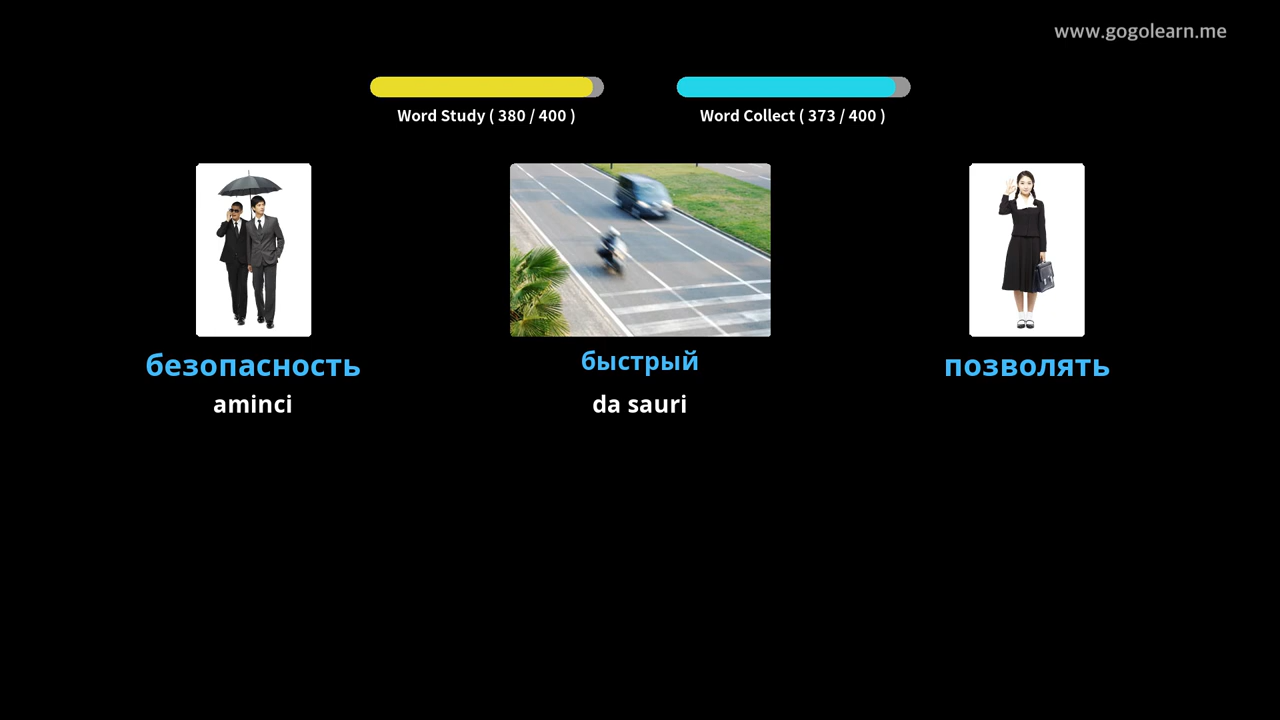 www.gogolearn.me
Word Study ( 380 / 400 )
Word Collect ( 373 / 400 )
безопасность
aminci
быстрый
da sauri
позволять